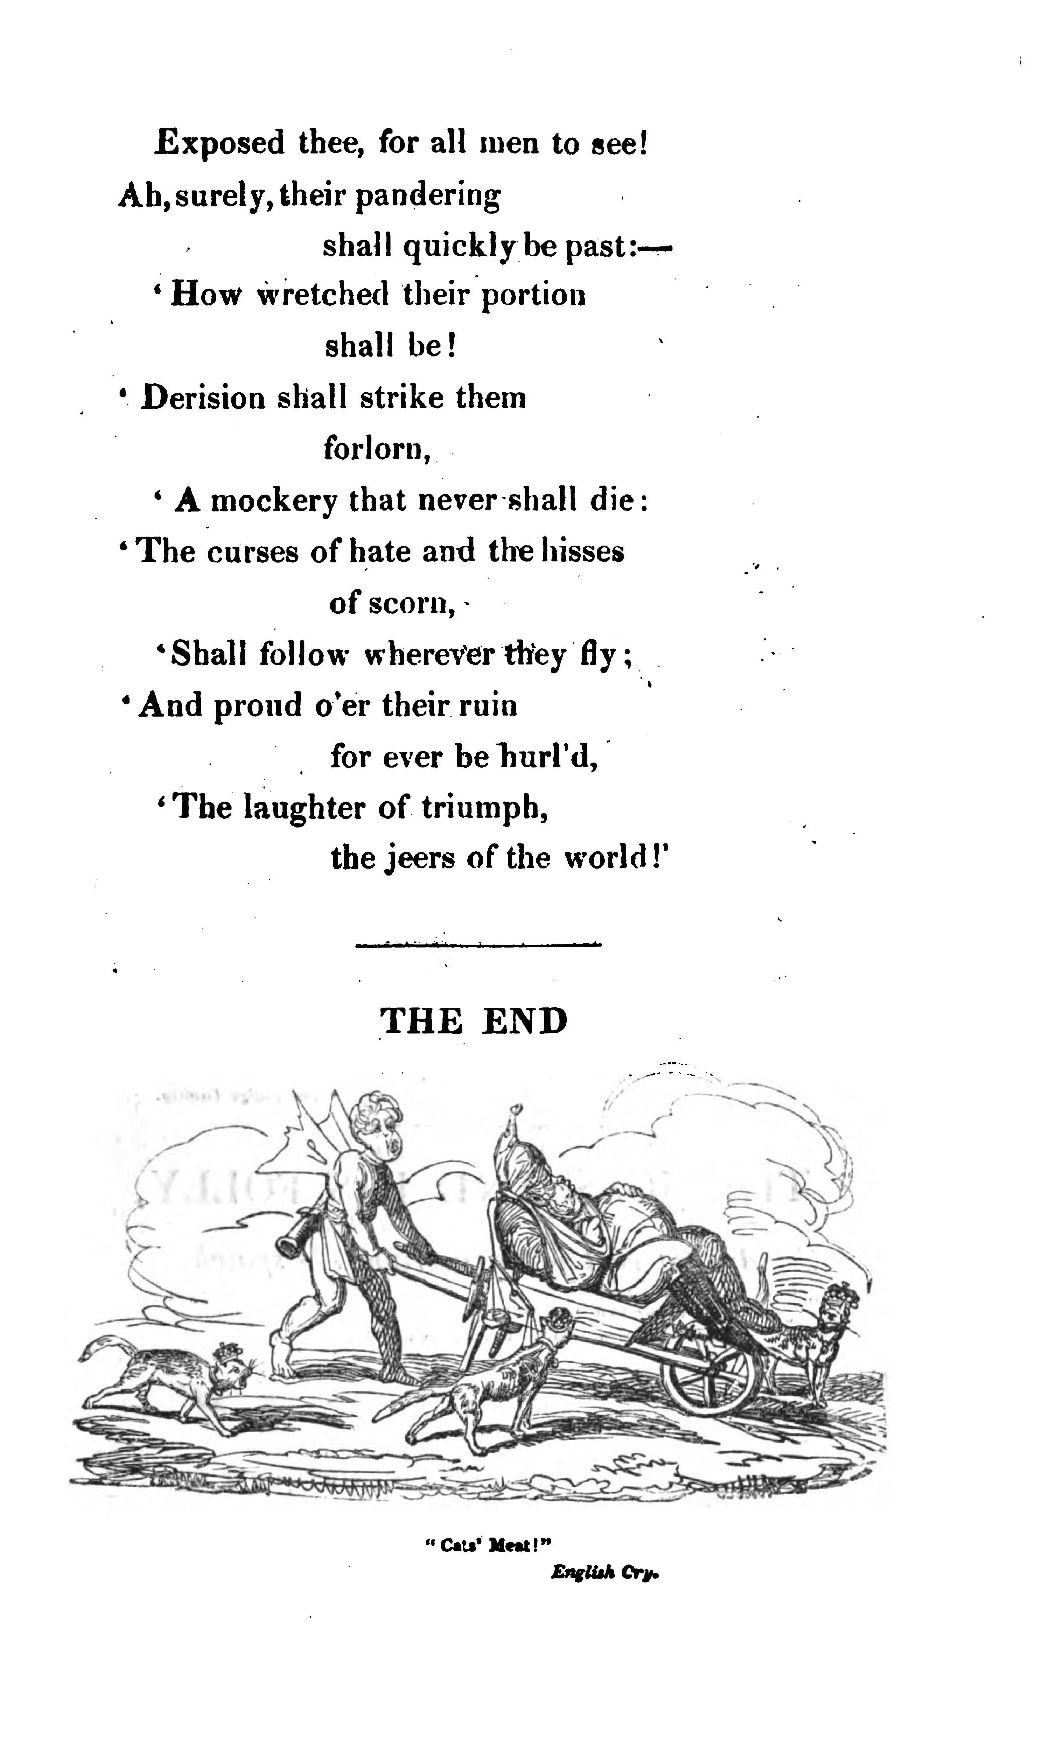 Exposed thee, for all men to see!
Ah, surely, their pandering
shall quickly be past:—
‘ How wretched their portion
shall be!
‘ Derision shall strike them
forlorn,
‘ A mockery that never shall die:
‘ The curses of hate and the hisses
of scorn,
‘ Shall follow wherever they fly;
‘ And proud o'er their ruin
for ever be hurl'd,
‘ The laughter of triumph,
the jeers of the world!’
THE END
“ Cats' Meat!”
English Cry.